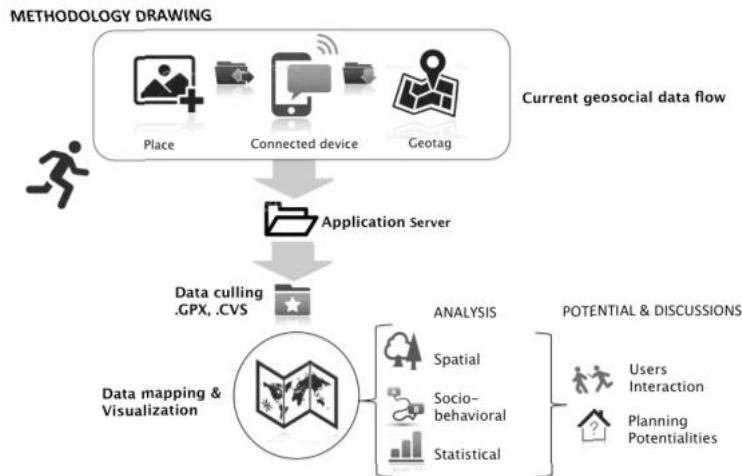 METHODOLOGY DRAWING
Place
Connected device
Geotag
Current geosocial data flow
Application Server
Data culling
.GPX, .CVS
Data mapping &
Visualization
ANALYSIS
Spatial
Socio-
behavioral
Statistical
POTENTIAL & DISCUSSIONS
Users
Interaction
?
Planning
Potentialities